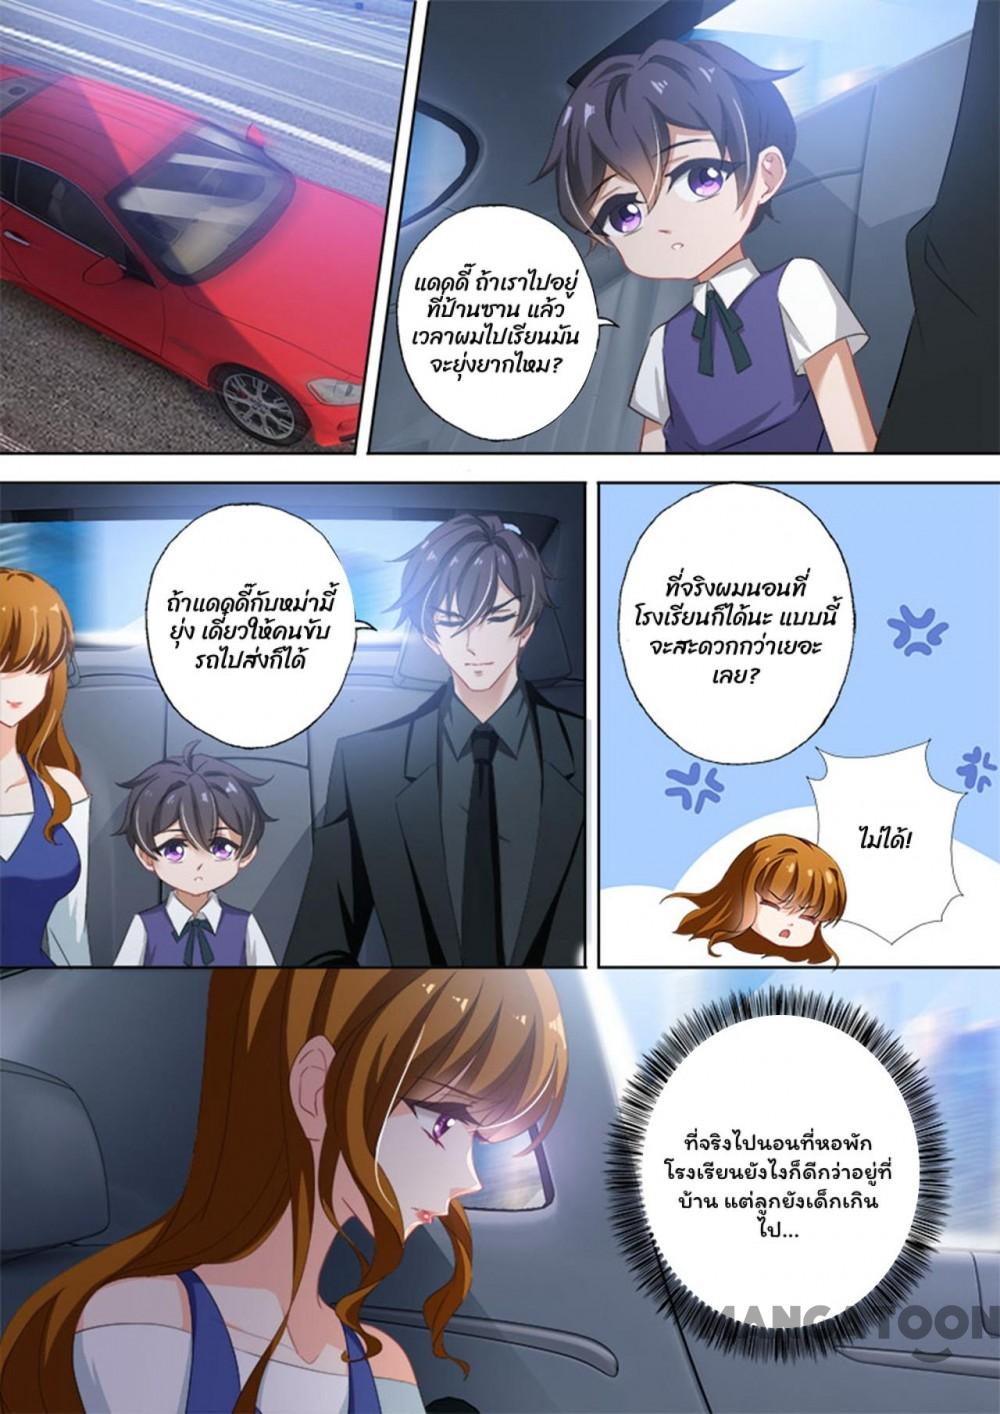 แดดดี๊ ถ้าเราไปอยู่
ที่ป้านซาน แล้ว
เวลาผมไปเรียนมัน
จะยุ่งยากไหม?
ถ้าแดดดี๊กับหม่ามี้
ยุ่ง เดี๋ยวให้คนขับ
รถไปส่งก็ได้
ที่จริงผมนอนที่
โรงเรียนก็ได้นะ แบบนี้
จะสะดวกกว่าเยอะ
เลย?
ไม่ได้!
ที่จริงไปนอนที่หอพัก
โรงเรียนยังไงก็ดีกว่าอยู่ที่
บ้าน แต่ลูกยังเด็กเกิน
ไป...
MANGATOON